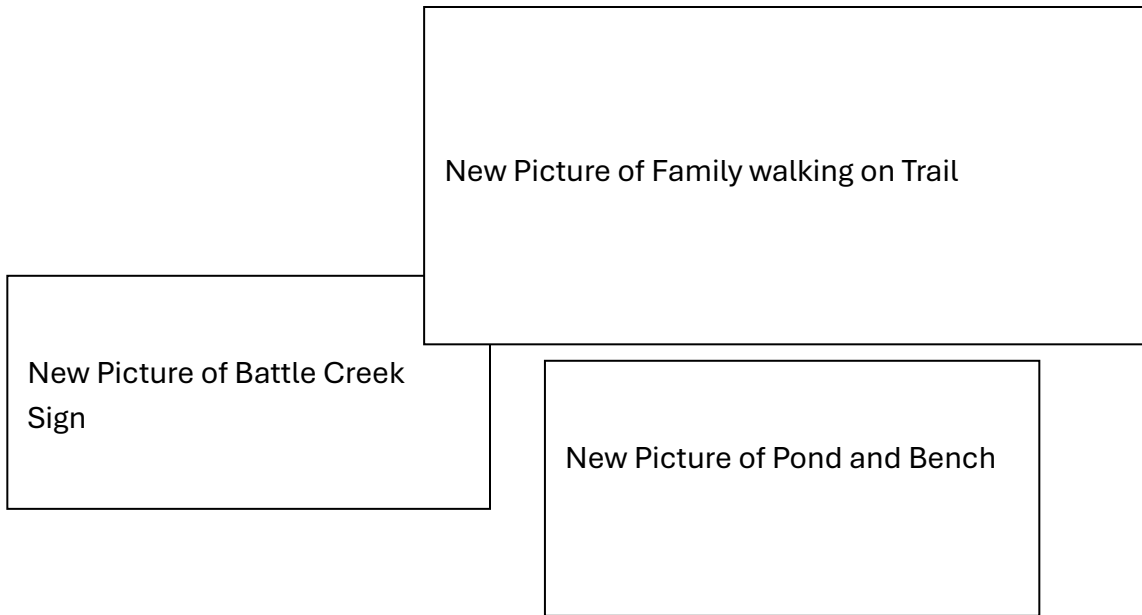 New Picture of Family walking on Trail
New Picture of Battle Creek
Sign
New Picture of Pond and Bench